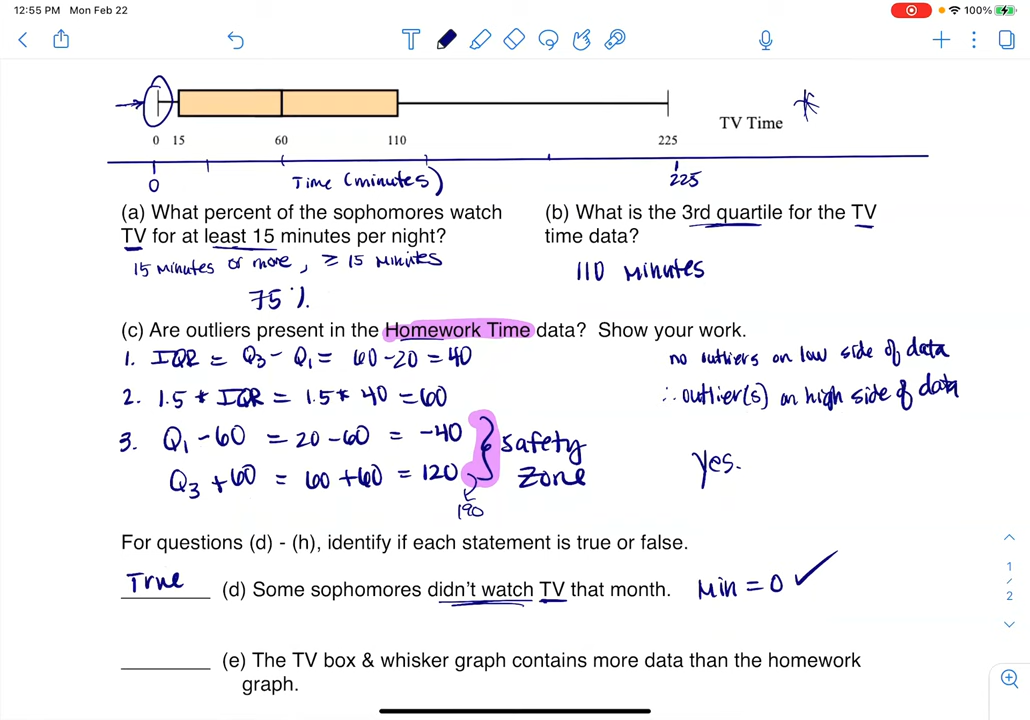 12:55 PM Mon Feb 22
100%
T
0 15 60 110 225 TV Time
0 Time (minutes) 225
(a) What percent of the sophomores watch
TV for at least 15 minutes per night?
15 minutes or more, ≥ 15 minutes
75%
(b) What is the 3rd quartile for the TV
time data?
110 minutes
(c) Are outliers present in the Homework Time data? Show your work.
1. IQR = Q3 - Q1 = 60 - 20 = 40
2. 1.5 * IQR = 1.5 * 40 = 60
3. Q1 - 60 = 20 - 60 = -40
Q3 + 60 = 60 + 60 = 120
190
Safety
Zone
no outliers on low side of data
∴ outlier(s) on high side of data
yes.
For questions (d) - (h), identify if each statement is true or false.
True (d) Some sophomores didn't watch TV that month. Min = 0 ✓
(e) The TV box & whisker graph contains more data than the homework
graph.
1
/
2